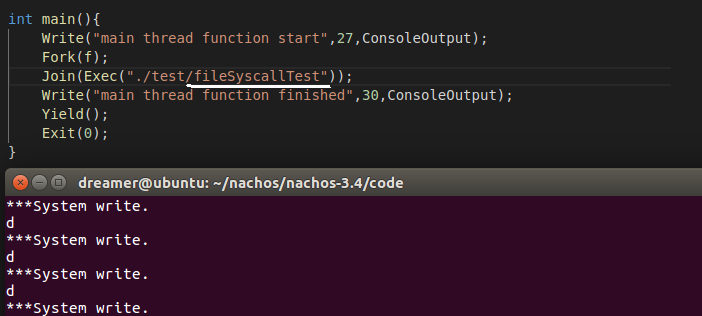 int main(){
Write("main thread function start",27,ConsoleOutput);
Fork(f);
Join(Exec("./test/fileSyscallTest"));
Write("main thread function finished",30,ConsoleOutput);
Yield();
Exit(0);
}
dreamer@ubuntu: ~/nachos/nachos-3.4/code
***System write.
d
***System write.
d
***System write.
d
***System write.